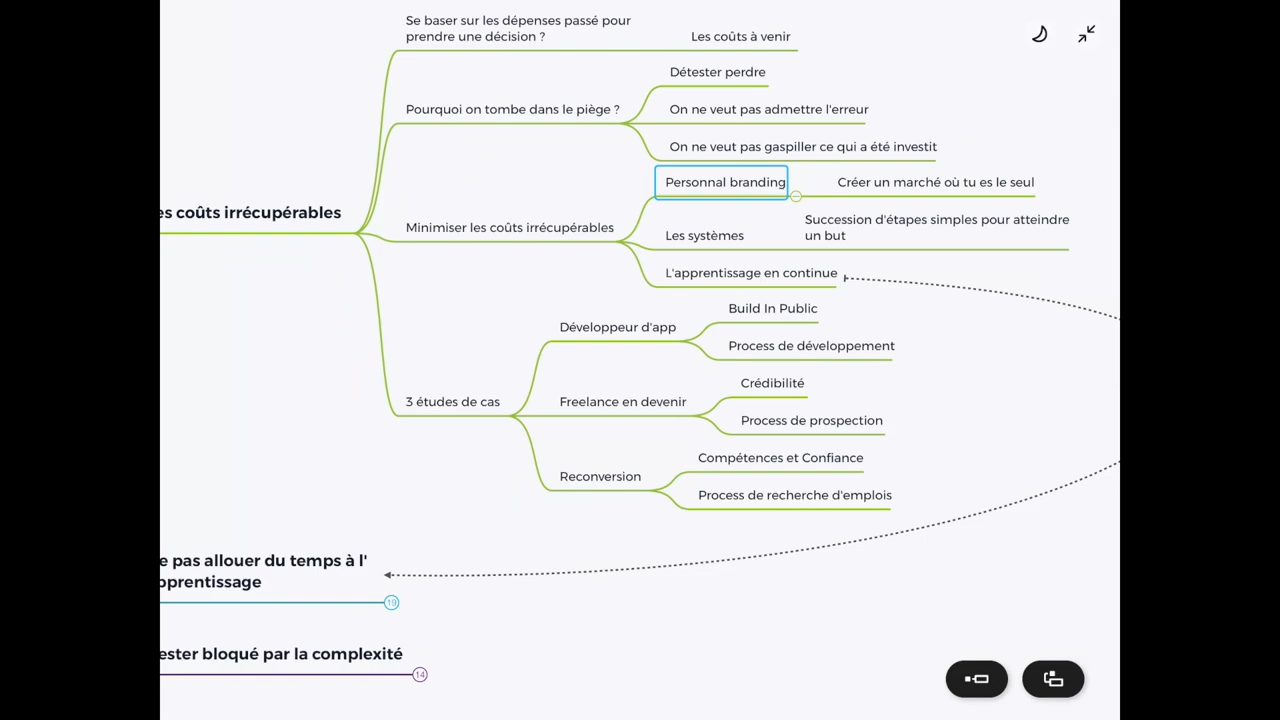 Se baser sur les dépenses passé pour
prendre une décision ?
Les coûts à venir
Détester perdre
Pourquoi on tombe dans le piège ?
On ne veut pas admettre l'erreur
On ne veut pas gaspiller ce qui a été investit
es coûts irrécupérables
Minimiser les coûts irrécupérables
Personnal branding
Créer un marché où tu es le seul
Les systèmes
Succession d'étapes simples pour atteindre
un but
L'apprentissage en continue
3 études de cas
Développeur d'app
Build In Public
Process de développement
Freelance en devenir
Crédibilité
Process de prospection
Reconversion
Compétences et Confiance
Process de recherche d'emplois
e pas allouer du temps à l'
pprentissage
19
ester bloqué par la complexité
14